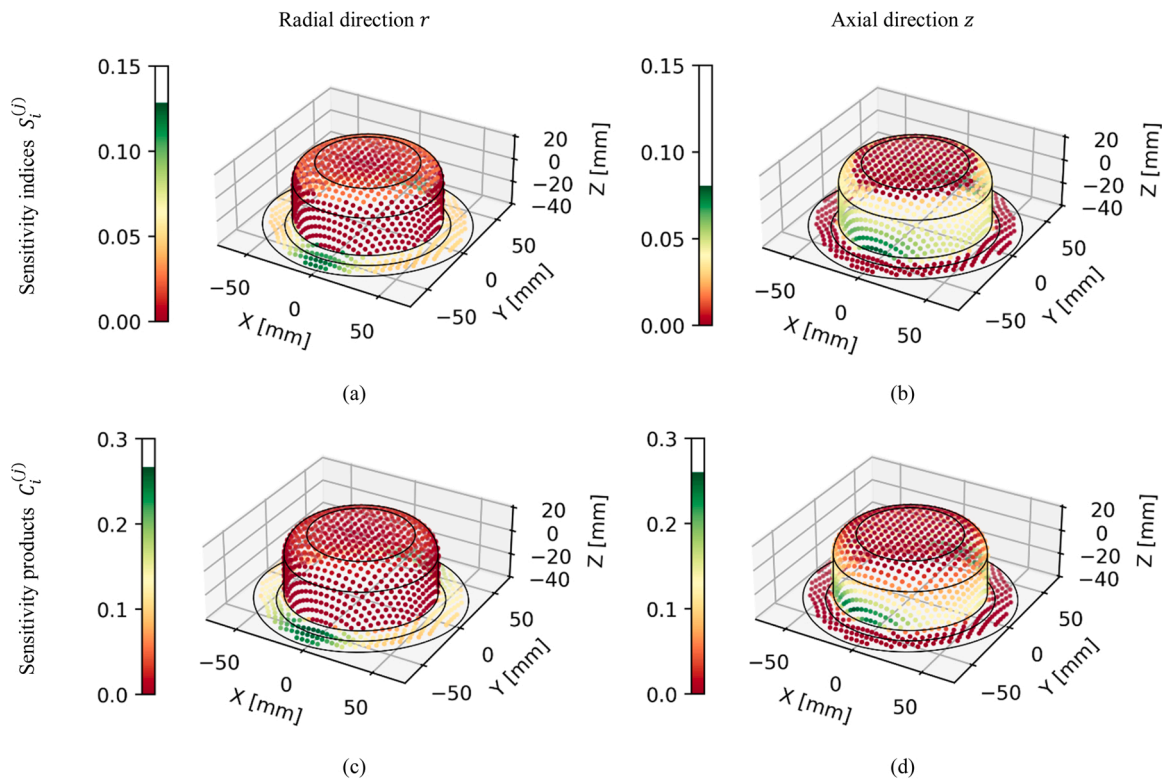 Radial direction r
Axial direction z
Sensitivity indices S_i^(j)
0.15
0.10
0.05
0.00
20
0
−20
−40
Z [mm]
50
0
−50
Y [mm]
−50
0
50
X [mm]
(a)
0.15
0.10
0.05
0.00
20
0
−20
−40
Z [mm]
50
0
−50
Y [mm]
−50
0
50
X [mm]
(b)
Sensitivity products C_i^(j)
0.3
0.2
0.1
0.0
20
0
−20
−40
Z [mm]
50
0
−50
Y [mm]
−50
0
50
X [mm]
(c)
0.3
0.2
0.1
0.0
20
0
−20
−40
Z [mm]
50
0
−50
Y [mm]
−50
0
50
X [mm]
(d)